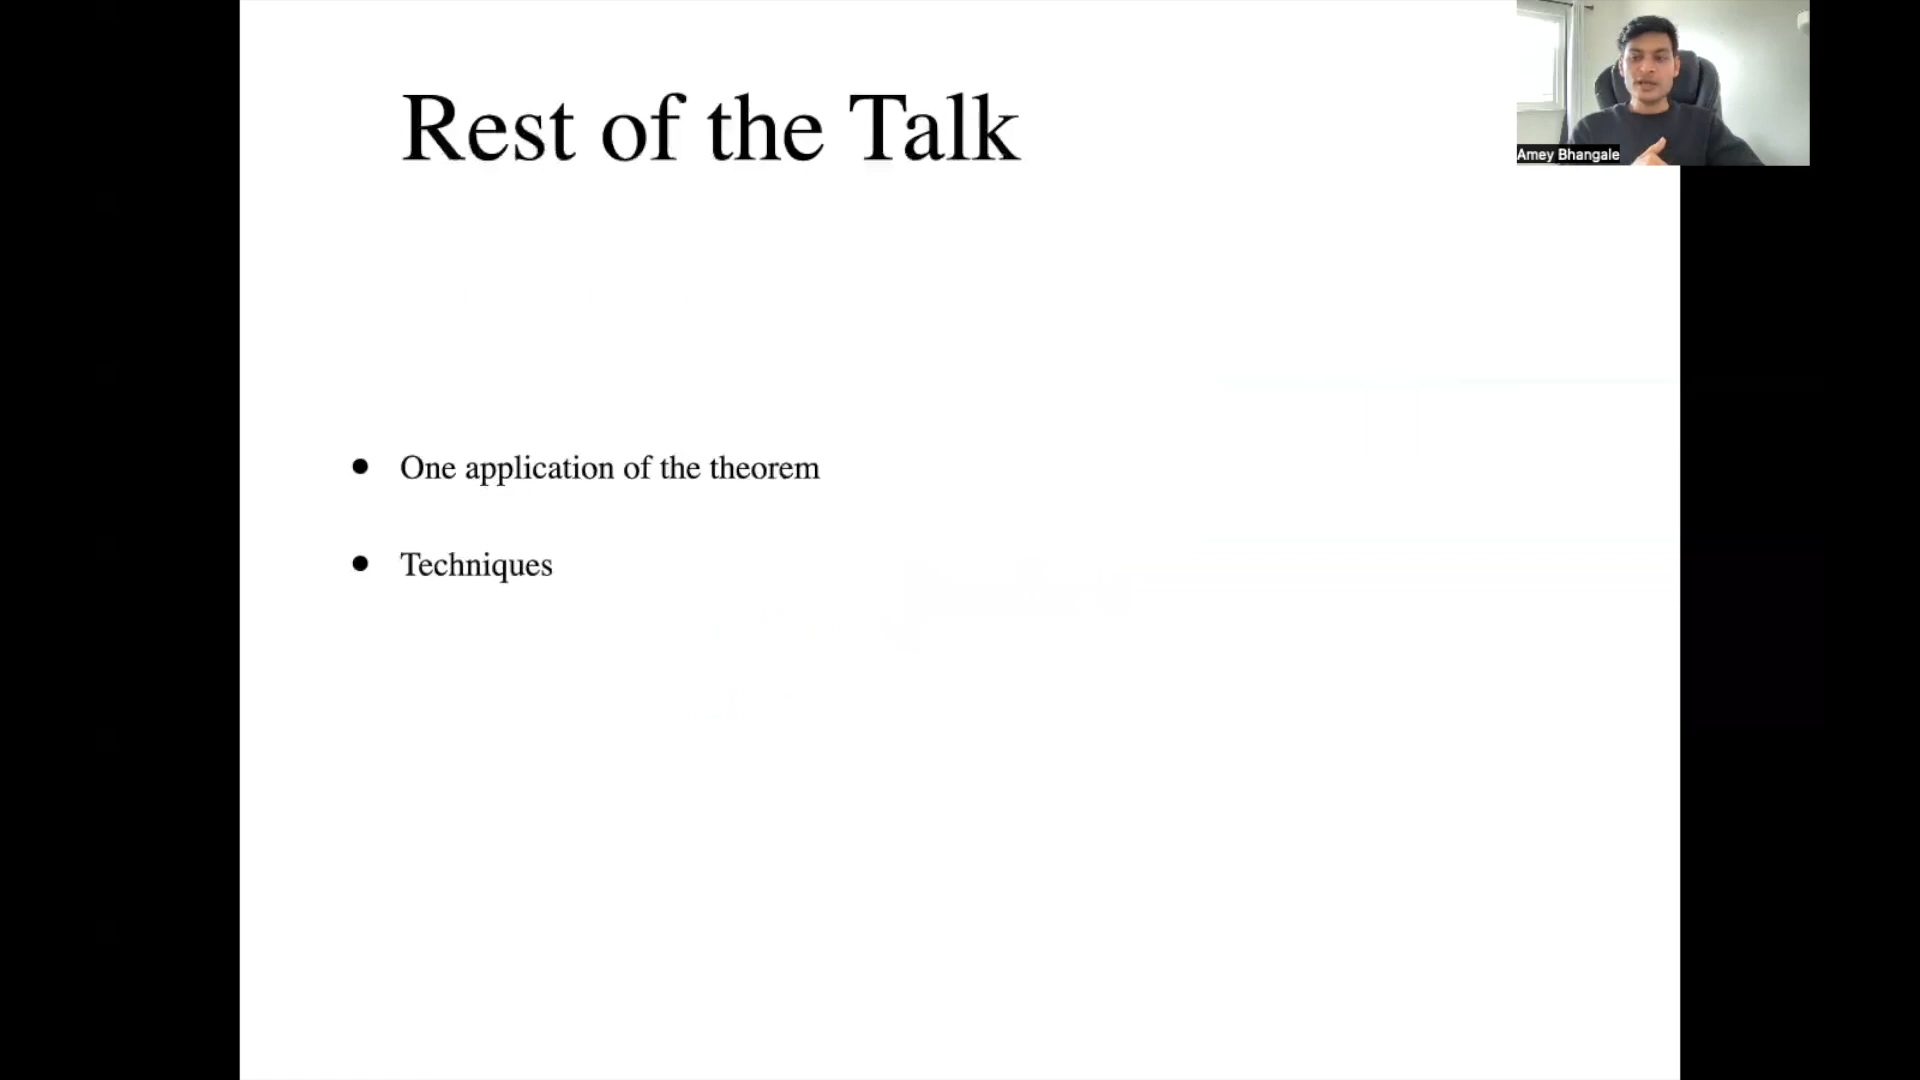 Rest of the Talk
Amey Bhangale
● One application of the theorem
● Techniques